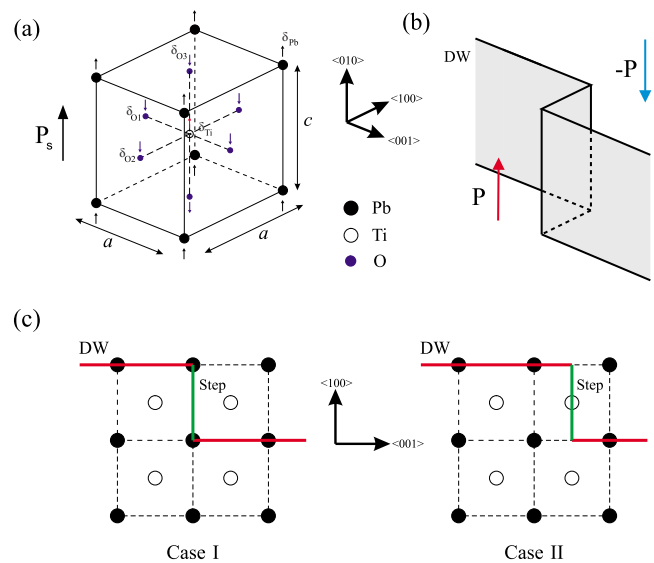 (a)
δPb
δO3
δO1
δTi
δO2
Ps
c
a
a
<010>
<100>
<001>
Pb
Ti
O
(b)
DW
-P
P
(c)
DW
Step
<100>
<001>
DW
Step
Case I
Case II